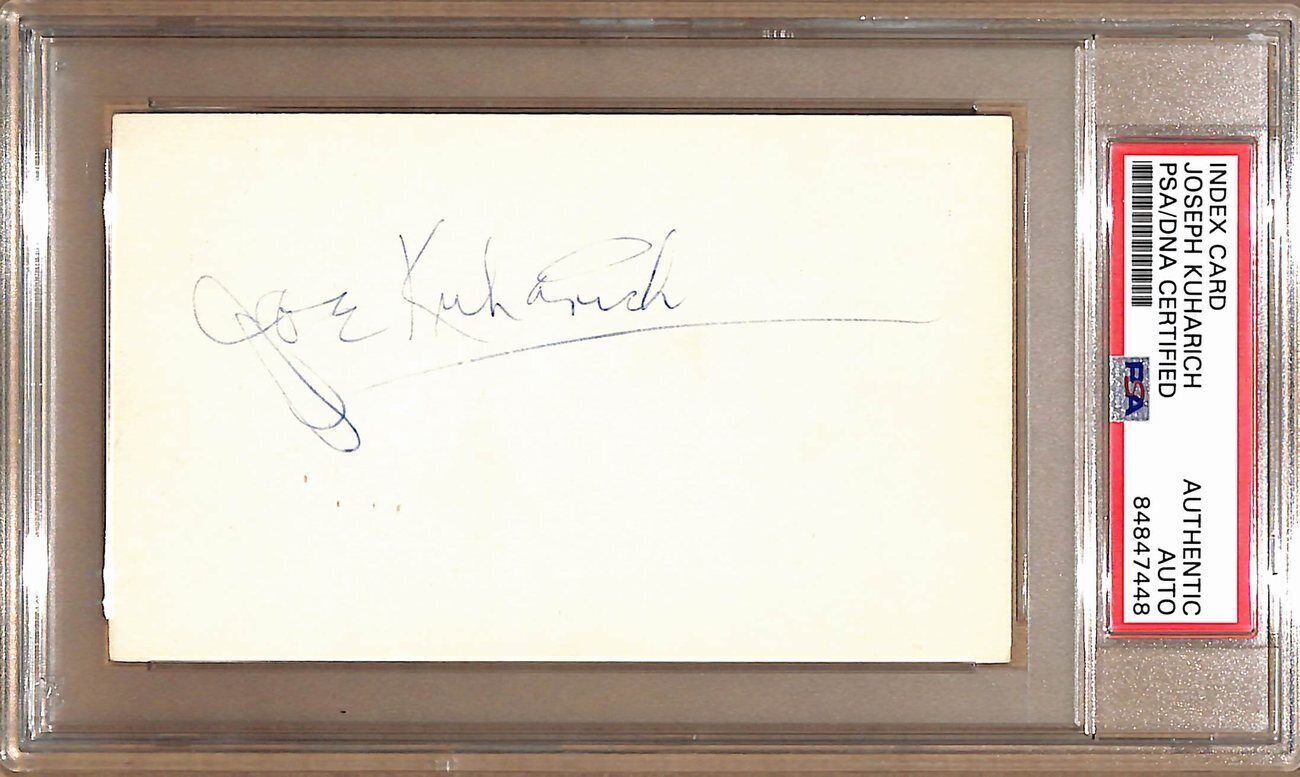 Joe Kuharich
INDEX CARD
JOSEPH KUHARICH
PSA/DNA CERTIFIED
AUTHENTIC
AUTO
84847448
PSA